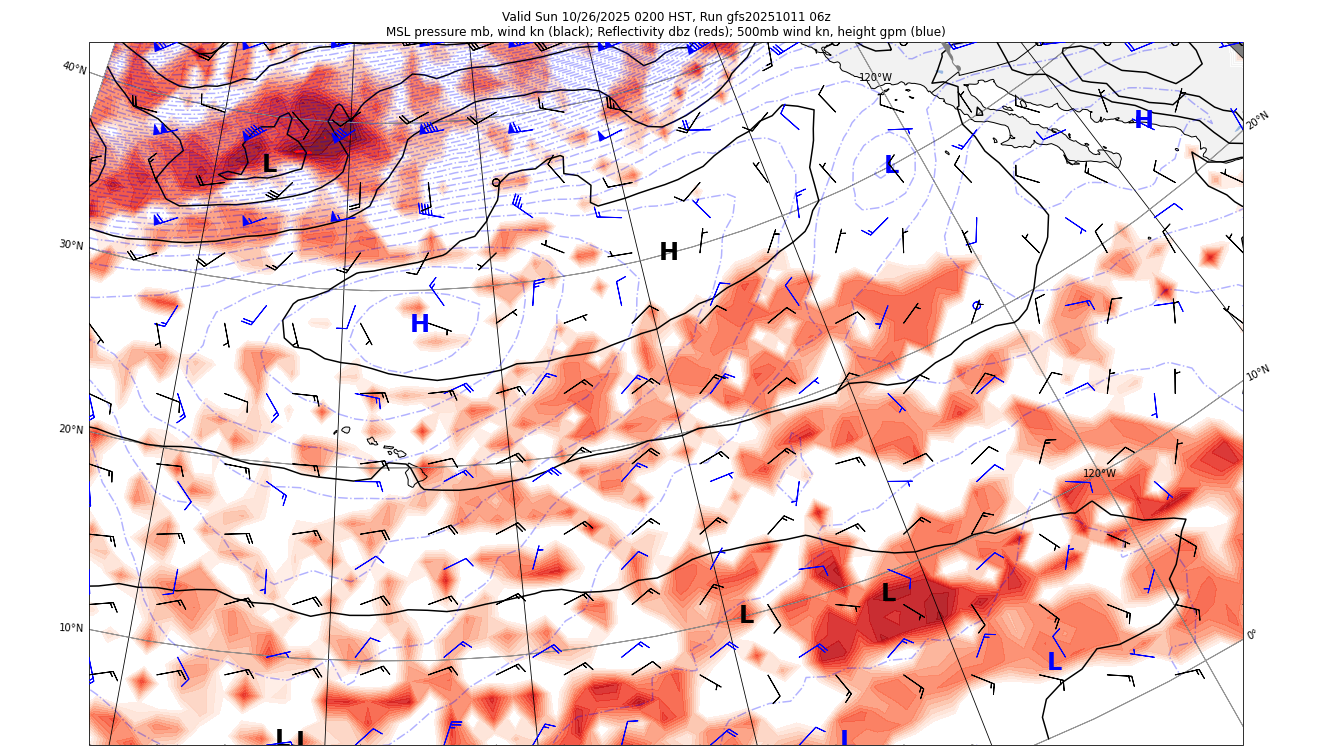 Valid Sun 10/26/2025 0200 HST, Run gfs20251011 06z
MSL pressure mb, wind kn (black); Reflectivity dbz (reds); 500mb wind kn, height gpm (blue)
40°N
120°W
20°N
H
L
L
30°N
H
H
10°N
20°N
120°W
L
L
10°N
0°
L
L
L
L